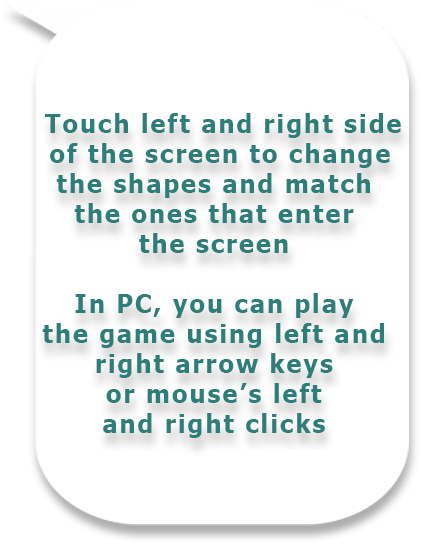 Touch left and right side
of the screen to change
the shapes and match
the ones that enter
the screen
In PC, you can play
the game using left and
right arrow keys
or mouse’s left
and right clicks